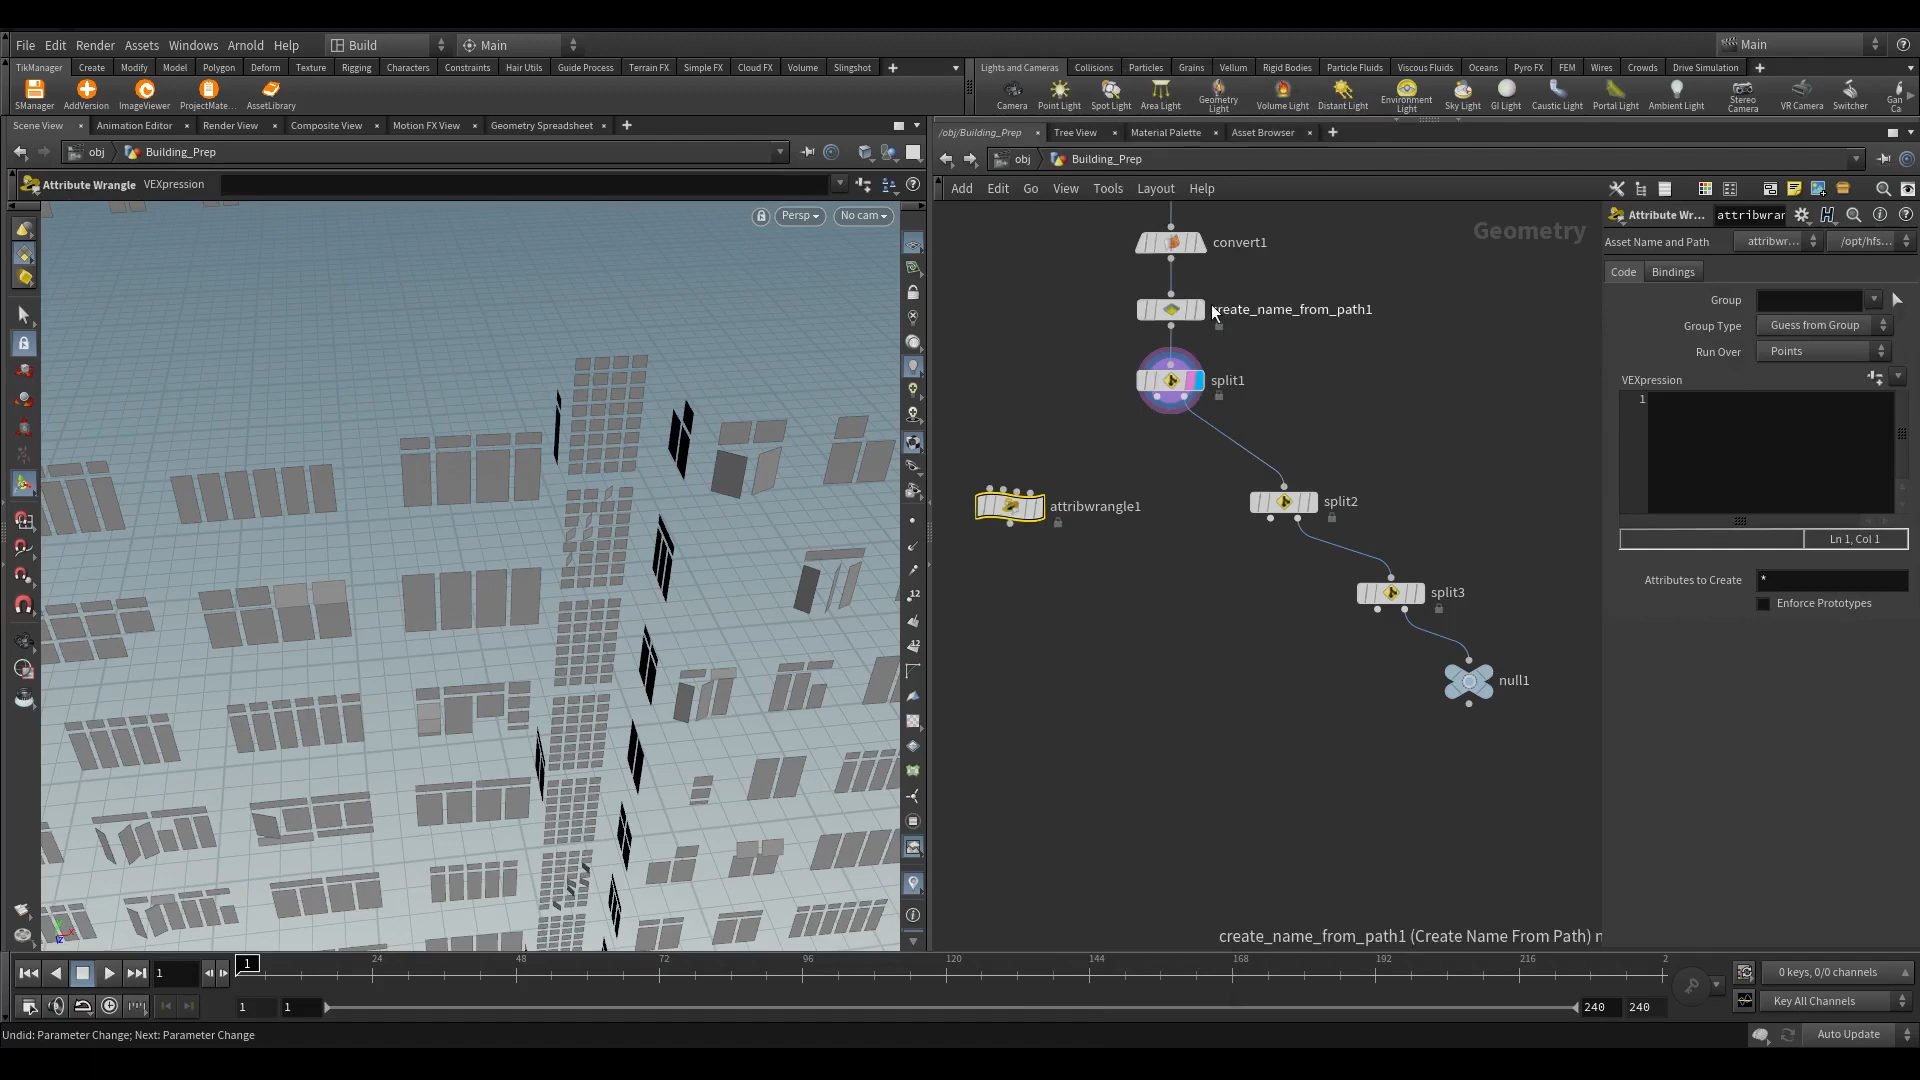 File Edit Render Assets Windows Arnold Help Build Main Main
TikManager Create Modify Model Polygon Deform Texture Rigging Characters Constraints Hair Utils Guide Process Terrain FX Simple FX Cloud FX Volume Slingshot
Lights and Cameras Collisions Particles Grains Vellum Rigid Bodies Particle Fluids Viscous Fluids Oceans Pyro FX FEM Wires Crowds Drive Simulation
SManager AddVersion ImageViewer ProjectMate... AssetLibrary
Camera Point Light Spot Light Area Light Geometry Light Volume Light Distant Light Environment Light Sky Light GI Light Caustic Light Portal Light Ambient Light Stereo Camera VR Camera Switcher Gan Ca
Scene View Animation Editor Render View Composite View Motion FX View Geometry Spreadsheet
/obj/Building_Prep Tree View Material Palette Asset Browser
obj Building_Prep
obj Building_Prep
Attribute Wrangle VEXpression
Add Edit Go View Tools Layout Help
Persp No cam
Geometry
Attribute Wr... attribwrar
Asset Name and Path attribwr... /opt/hfs...
Code Bindings
Group
Group Type Guess from Group
Run Over Points
VEXpression
1
Ln 1, Col 1
Attributes to Create *
Enforce Prototypes
convert1
create_name_from_path1
split1
attribwrangle1
split2
split3
null1
12
12
create_name_from_path1 (Create Name From Path) n
1 1 24 48 72 96 120 144 168 192 216 2
0 keys, 0/0 channels
1 1 240 240
Key All Channels
Undid: Parameter Change; Next: Parameter Change
Auto Update